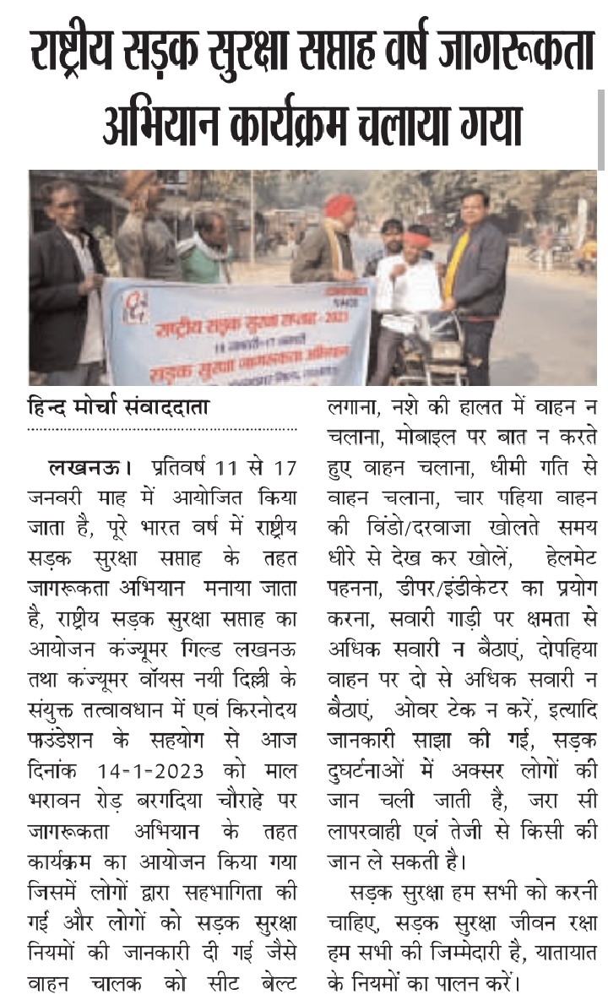 राष्ट्रीय सड़क सुरक्षा सप्ताह वर्ष जागरूकता
अभियान कार्यक्रम चलाया गया
राष्ट्रीय सड़क सुरक्षा सप्ताह - 2023
11 जनवरी-17 जनवरी
सड़क सुरक्षा जागरूकता अभियान
हिन्द मोर्चा संवाददाता
लखनऊ। प्रतिवर्ष 11 से 17
जनवरी माह में आयोजित किया
जाता है, पूरे भारत वर्ष में राष्ट्रीय
सड़क सुरक्षा सप्ताह के तहत
जागरूकता अभियान मनाया जाता
है, राष्ट्रीय सड़क सुरक्षा सप्ताह का
आयोजन कंज्यूमर गिल्ड लखनऊ
तथा कंज्यूमर वॉयस नयी दिल्ली के
संयुक्त तत्वावधान में एवं किरनोदय
फाउंडेशन के सहयोग से आज
दिनांक 14-1-2023 को माल
भरावन रोड़ बरगदिया चौराहे पर
जागरूकता अभियान के तहत
कार्यक्रम का आयोजन किया गया
जिसमें लोगों द्वारा सहभागिता की
गई और लोगों को सड़क सुरक्षा
नियमों की जानकारी दी गई जैसे
वाहन चालक को सीट बेल्ट
लगाना, नशे की हालत में वाहन न
चलाना, मोबाइल पर बात न करते
हुए वाहन चलाना, धीमी गति से
वाहन चलाना, चार पहिया वाहन
की विंडो/दरवाजा खोलते समय
धीरे से देख कर खोलें, हेलमेट
पहनना, डीपर/इंडीकेटर का प्रयोग
करना, सवारी गाड़ी पर क्षमता से
अधिक सवारी न बैठाएं, दोपहिया
वाहन पर दो से अधिक सवारी न
बैठाएं, ओवर टेक न करें, इत्यादि
जानकारी साझा की गई, सड़क
दुघर्टनाओं में अक्सर लोगों की
जान चली जाती है, जरा सी
लापरवाही एवं तेजी से किसी की
जान ले सकती है।
सड़क सुरक्षा हम सभी को करनी
चाहिए, सड़क सुरक्षा जीवन रक्षा
हम सभी की जिम्मेदारी है, यातायात
के नियमों का पालन करें।